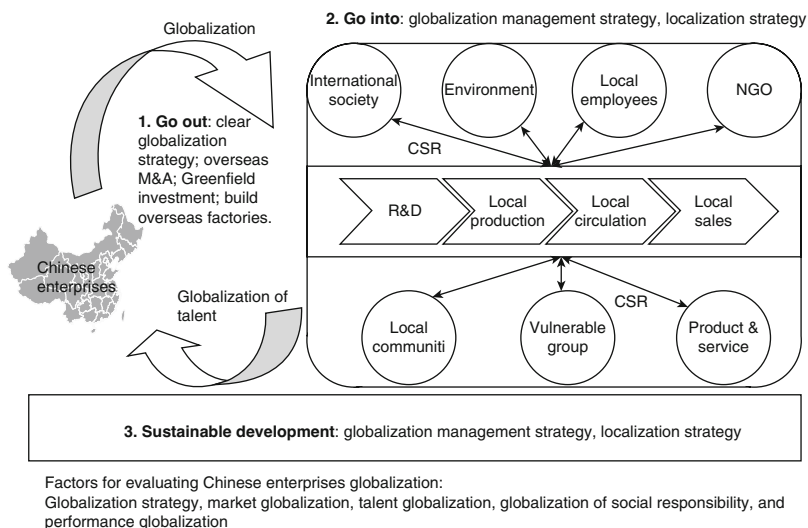 Globalization
2. Go into: globalization management strategy, localization strategy
International
society
Environment
Local
employees
NGO
1. Go out: clear
globalization
strategy; overseas
M&A; Greenfield
investment; build
overseas factories.
CSR
R&D
Local
production
Local
circulation
Local
sales
Chinese
enterprises
Globalization of
talent
CSR
Local
communiti
Vulnerable
group
Product &
service
3. Sustainable development: globalization management strategy, localization strategy
Factors for evaluating Chinese enterprises globalization:
Globalization strategy, market globalization, talent globalization, globalization of social responsibility, and
performance globalization